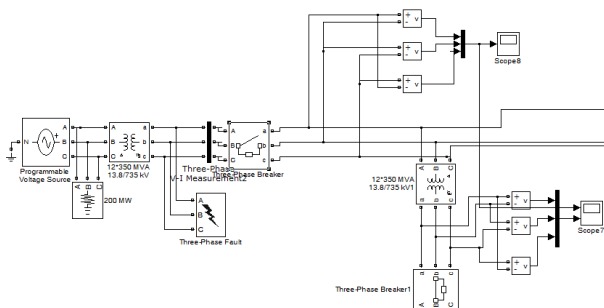 +
-
v
+
-
v
+
-
v
Scope8
N
+
A
B
C
Programmable
Voltage Source
A
B
C
a
b
c
12*350 MVA
13.8/735 kV
A
B
C
a
b
c
Three-Phase
V-I Measurement2
Three-Phase Breaker
A B C
200 MW
A
B
C
Three-Phase Fault
A B C
a b c
12*350 MVA
13.8/735 kV1
+
-
v
+
-
v
+
-
v
Scope7
a b c
A B C
Three-Phase Breaker1